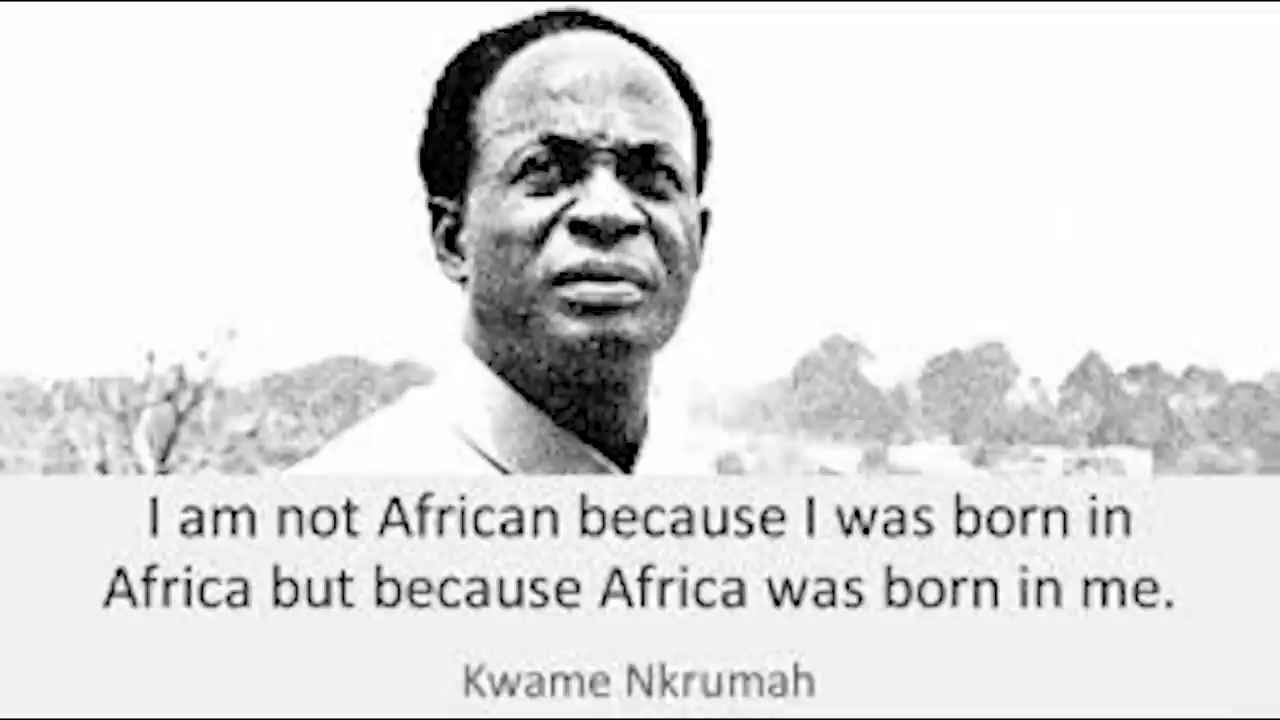 I am not African because I was born in
Africa but because Africa was born in me.
Kwame Nkrumah